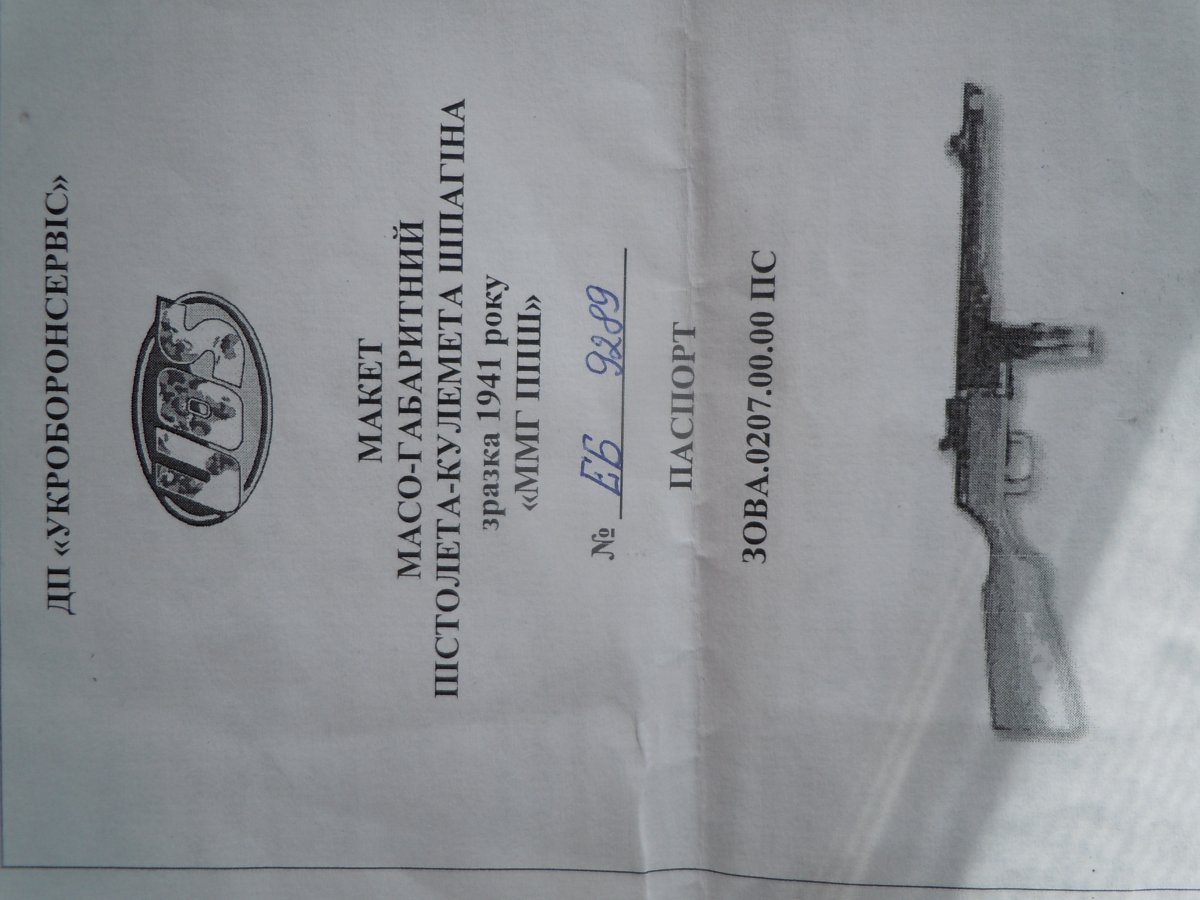 ДП «УКРОБОРОНСЕРВІС»
UOS
МАКЕТ
МАСО-ГАБАРИТНИЙ
ПІСТОЛЕТА-КУЛЕМЕТА ШПАГІНА
зразка 1941 року
«ММГ ППШ»
№ ЕБ 9289
ПАСПОРТ
ЗОВА.0207.00.00 ПС